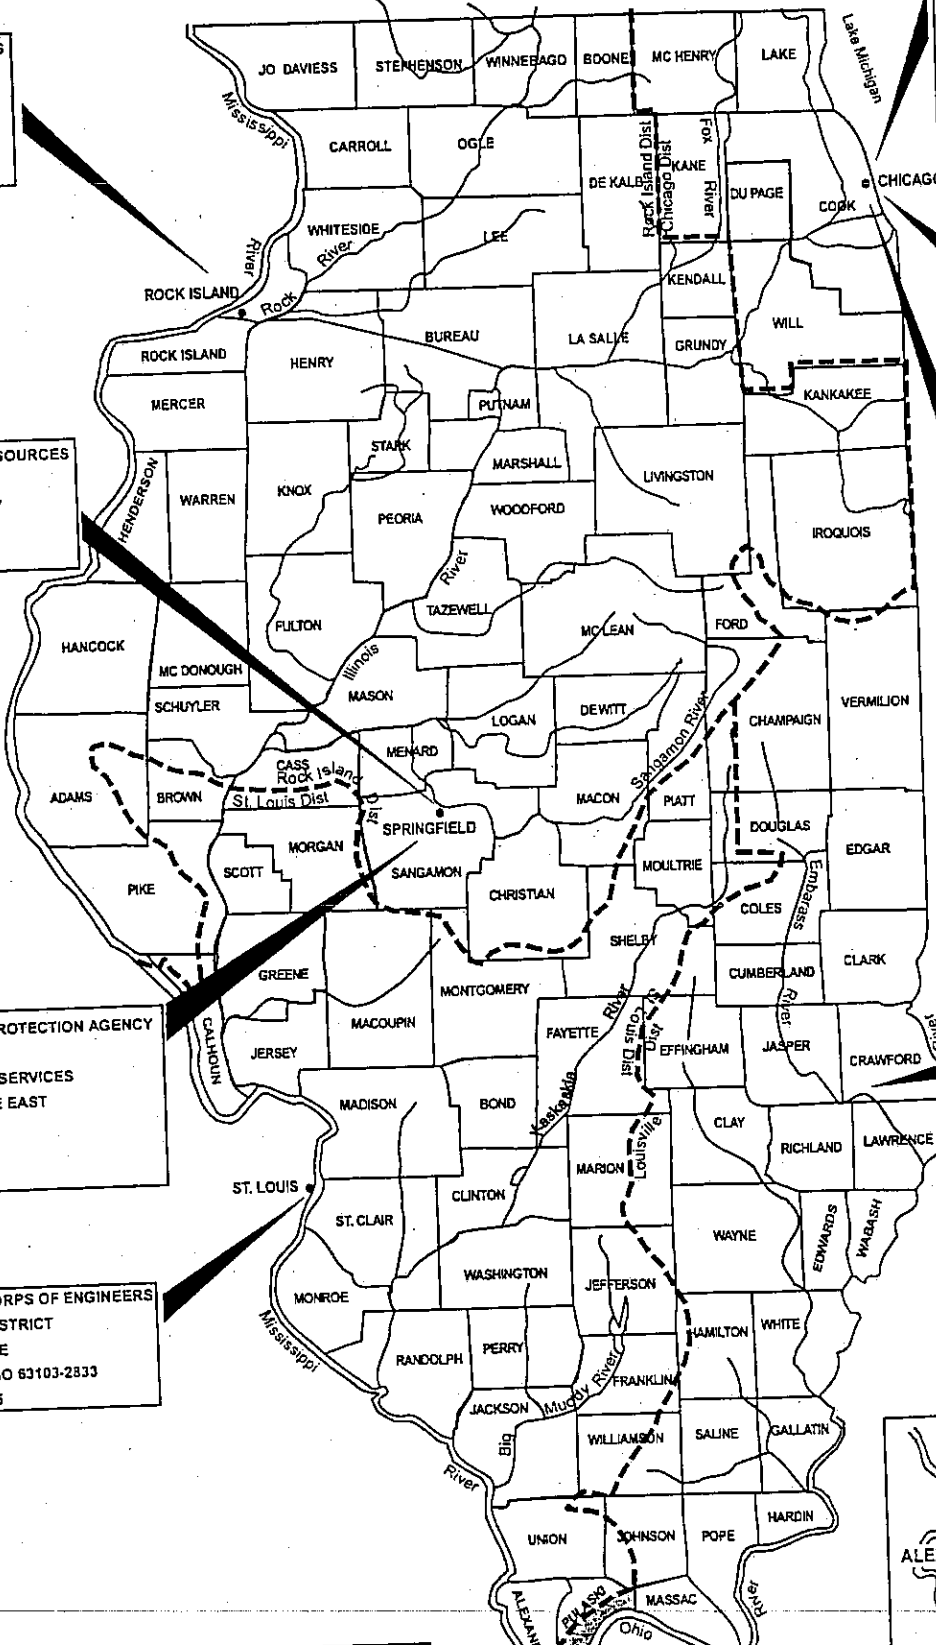 S
JO DAVIESS
STEPHENSON
WINNEBAGO
BOONE
MC HENRY
LAKE
Lake Michigan
Mississippi
CARROLL
OGLE
DE KALB
Rock Island Dist
Chicago Dist
KANE
Fox
River
DU PAGE
COOK
CHICAGO
WHITESIDE
River
LEE
River
KENDALL
ROCK ISLAND
Rock
BUREAU
LA SALLE
GRUNDY
WILL
ROCK ISLAND
HENRY
KANKAKEE
MERCER
PUTNAM
STARK
SOURCES
HENDERSON
WARREN
KNOX
MARSHALL
LIVINGSTON
PEORIA
WOODFORD
IROQUOIS
River
TAZEWELL
HANCOCK
FULTON
MC LEAN
FORD
MC DONOUGH
Illinois
SCHUYLER
MASON
LOGAN
DEWITT
Sangamon River
CHAMPAIGN
VERMILION
MENARD
CASS
Rock Island
Dist
ADAMS
BROWN
St. Louis Dist
MACON
PIATT
SPRINGFIELD
DOUGLAS
MORGAN
SCOTT
SANGAMON
MOULTRIE
EDGAR
PIKE
CHRISTIAN
COLES
Embarass
River
SHELBY
GREENE
MONTGOMERY
CUMBERLAND
CLARK
ROTECTION AGENCY
MACOUPIN
FAYETTE
River
St. Louis Dist
Dist
CALHOUN
JERSEY
EFFINGHAM
JASPER
CRAWFORD
SERVICES
E EAST
MADISON
BOND
Kaskaskia
CLAY
Louisville
RICHLAND
LAWRENCE
MARION
ST. LOUIS
CLINTON
ST. CLAIR
WAYNE
EDWARDS
WABASH
WASHINGTON
JEFFERSON
ORPS OF ENGINEERS
STRICT
E
O 63103-2833
MONROE
Mississippi
HAMILTON
WHITE
PERRY
RANDOLPH
FRANKLIN
Muddy River
JACKSON
Big
WILLIAMSON
SALINE
GALLATIN
River
HARDIN
UNION
JOHNSON
POPE
ALE
ALEXAN
PULASKI
MASSAC
River
Ohio